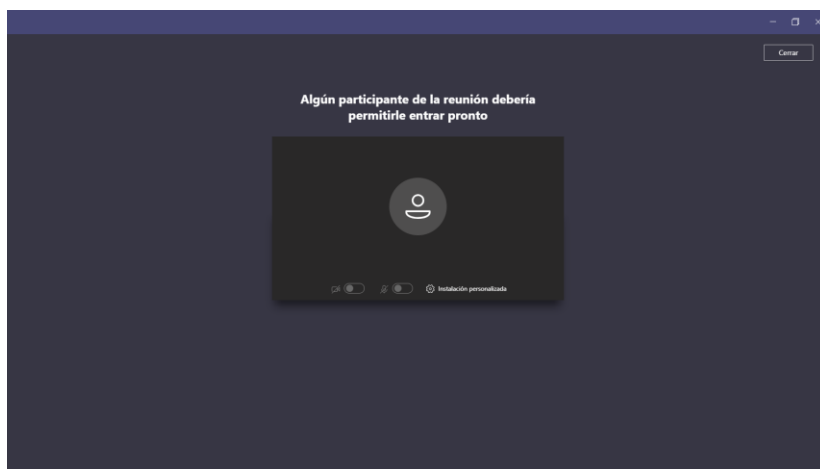 Cerrar
Algún participante de la reunión debería
permitirle entrar pronto
Instalación personalizada